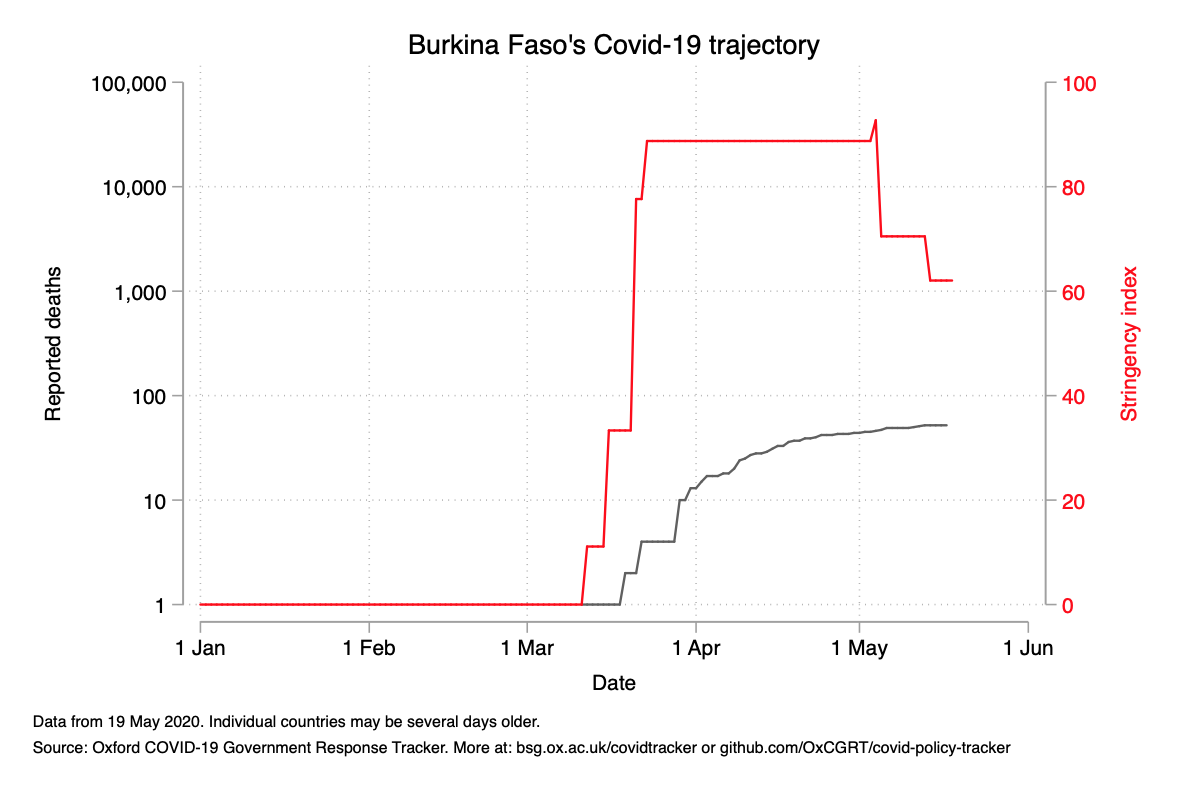 Burkina Faso's Covid-19 trajectory
100,000
10,000
1,000
100
10
1
Reported deaths
100
80
60
40
20
0
Stringency index
1 Jan
1 Feb
1 Mar
1 Apr
1 May
1 Jun
Date
Data from 19 May 2020. Individual countries may be several days older.
Source: Oxford COVID-19 Government Response Tracker. More at: bsg.ox.ac.uk/covidtracker or github.com/OxCGRT/covid-policy-tracker